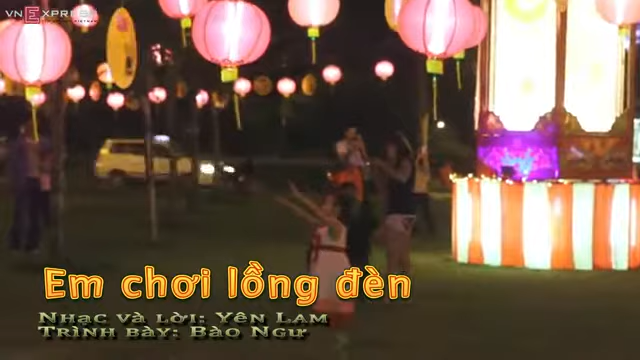 VNEXPRESS
Em chơi lồng đèn
Nhạc và lời: Yên Lam
Trình bày: Bào Ngư